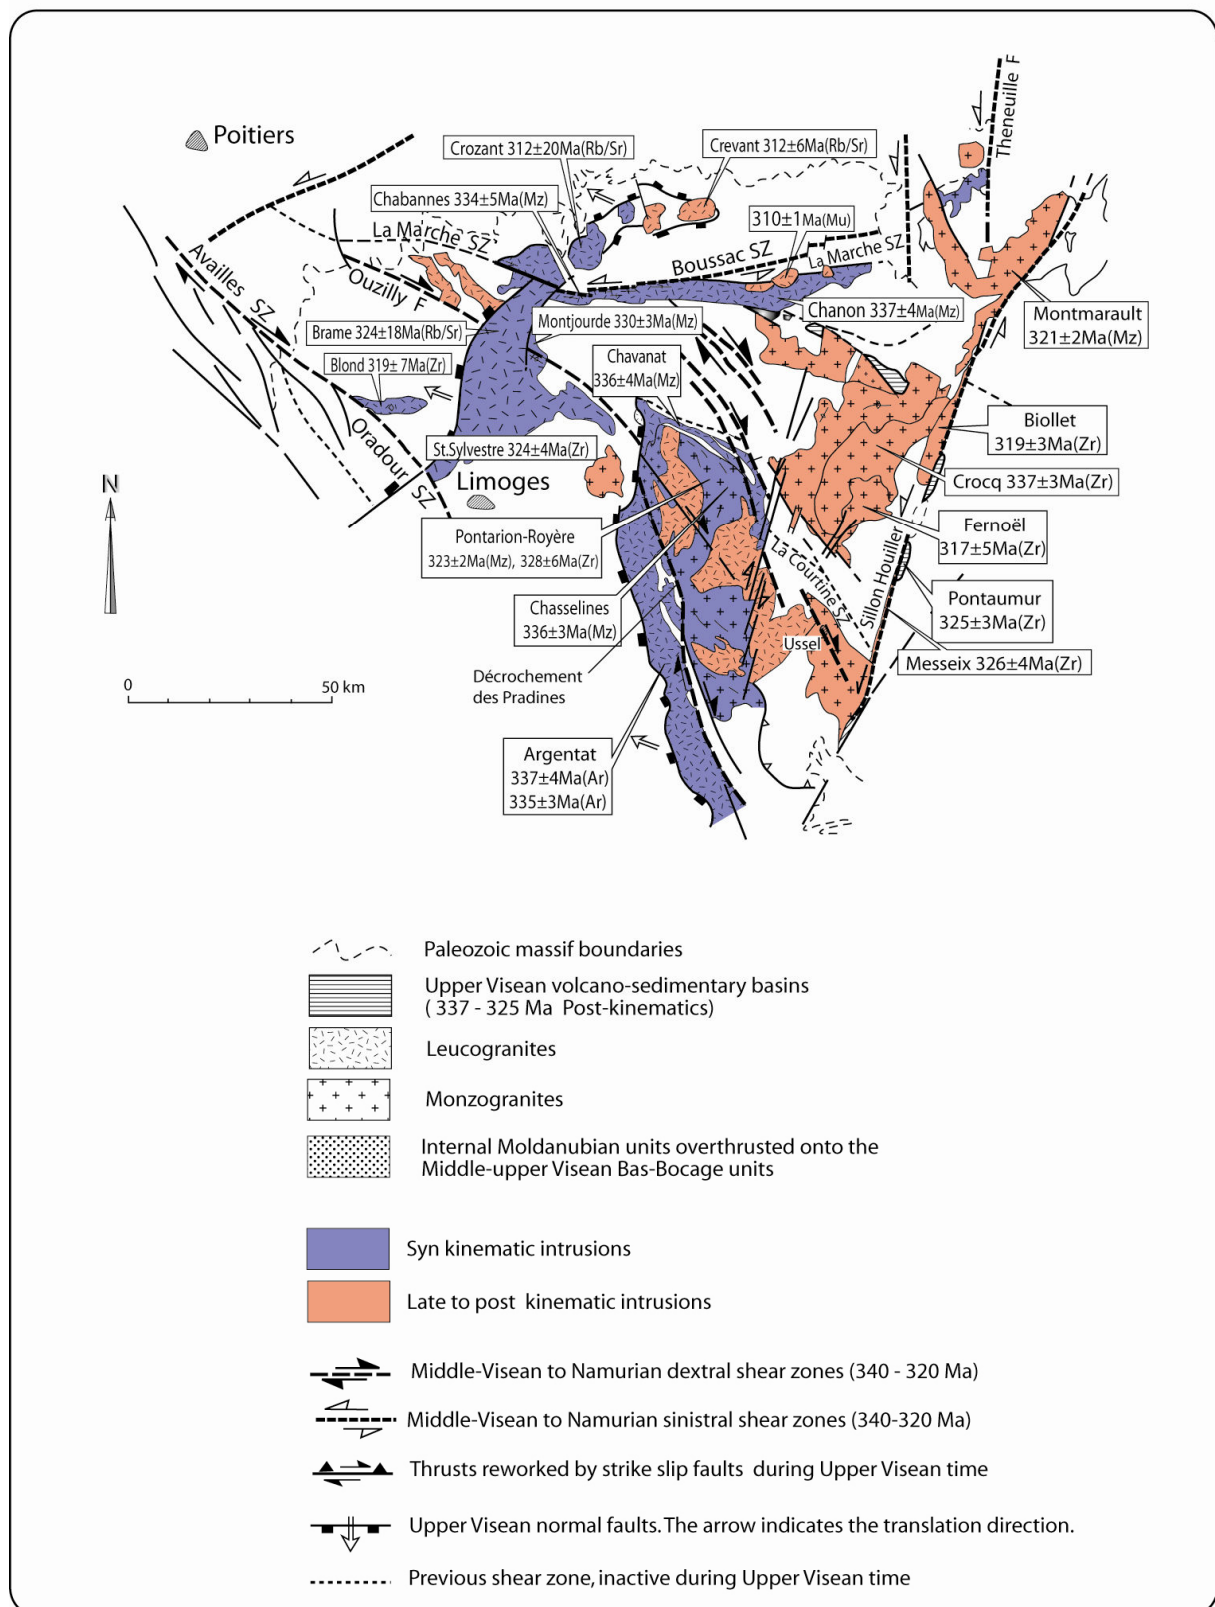 Poitiers
Theneuille F
Crozant 312±20Ma(Rb/Sr)
Crevant 312±6Ma(Rb/Sr)
Chabannes 334±5Ma(Mz)
310±1Ma(Mu)
La Marche SZ
Boussac SZ
La Marche SZ
Availles SZ
Ouzilly F
Brame 324±18Ma(Rb/Sr)
Montjourde 330±3Ma(Mz)
Chanon 337±4Ma(Mz)
Montmarault
321±2Ma(Mz)
Blond 319±7Ma(Zr)
Chavanat
336±4Ma(Mz)
Oradour SZ
Biollet
319±3Ma(Zr)
St.Sylvestre 324±4Ma(Zr)
N
Limoges
Crocq 337±3Ma(Zr)
Pontarion-Royère
323±2Ma(Mz), 328±6Ma(Zr)
Fernoël
317±5Ma(Zr)
La Courtine SZ
Sillon Houiller
Chasselines
336±3Ma(Mz)
Pontaumur
325±3Ma(Zr)
Ussel
Messeix 326±4Ma(Zr)
Décrochement
des Pradines
0 50 km
Argentat
337±4Ma(Ar)
335±3Ma(Ar)
Paleozoic massif boundaries
Upper Visean volcano-sedimentary basins
( 337 - 325 Ma Post-kinematics)
Leucogranites
Monzogranites
Internal Moldanubian units overthrusted onto the
Middle-upper Visean Bas-Bocage units
Syn kinematic intrusions
Late to post kinematic intrusions
Middle-Visean to Namurian dextral shear zones (340 - 320 Ma)
Middle-Visean to Namurian sinistral shear zones (340-320 Ma)
Thrusts reworked by strike slip faults during Upper Visean time
Upper Visean normal faults. The arrow indicates the translation direction.
Previous shear zone, inactive during Upper Visean time